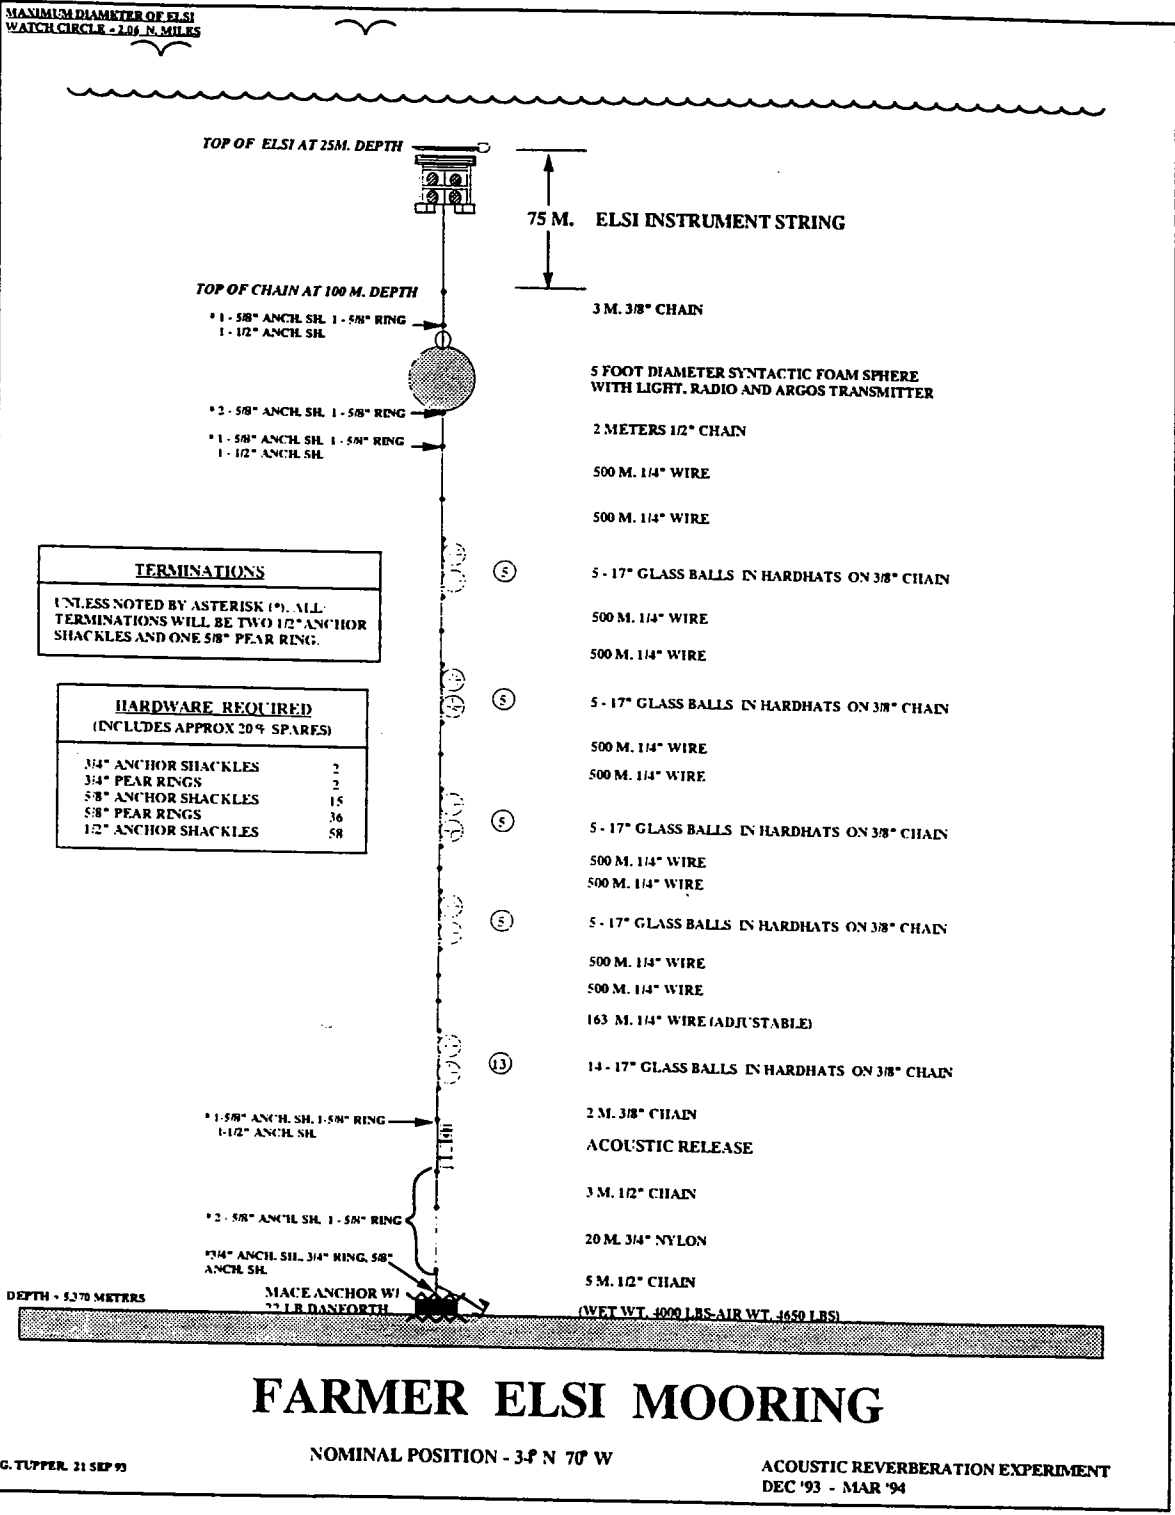 MAXIMUM DIAMETER OF ELSI
WATCH CIRCLE - 2.06 N. MILES
TOP OF ELSI AT 25M. DEPTH
75 M. ELSI INSTRUMENT STRING
TOP OF CHAIN AT 100 M. DEPTH
3 M. 3/8" CHAIN
* 1 - 5/8" ANCH. SH. 1 - 5/8" RING
1 - 1/2" ANCH. SH.
5 FOOT DIAMETER SYNTACTIC FOAM SPHERE
WITH LIGHT, RADIO AND ARGOS TRANSMITTER
* 2 - 5/8" ANCH. SH. 1 - 5/8" RING
2 METERS 1/2" CHAIN
* 1 - 5/8" ANCH. SH. 1 - 5/8" RING
1 - 1/2" ANCH. SH.
500 M. 1/4" WIRE
500 M. 1/4" WIRE
TERMINATIONS
UNLESS NOTED BY ASTERISK (*), ALL
TERMINATIONS WILL BE TWO 1/2" ANCHOR
SHACKLES AND ONE 5/8" PEAR RING.
5
5 - 17" GLASS BALLS IN HARDHATS ON 3/8" CHAIN
500 M. 1/4" WIRE
500 M. 1/4" WIRE
5
5 - 17" GLASS BALLS IN HARDHATS ON 3/8" CHAIN
HARDWARE REQUIRED
(INCLUDES APPROX 20% SPARES)
3/4" ANCHOR SHACKLES 2
3/4" PEAR RINGS 2
5/8" ANCHOR SHACKLES 15
5/8" PEAR RINGS 36
1/2" ANCHOR SHACKLES 58
500 M. 1/4" WIRE
500 M. 1/4" WIRE
5
5 - 17" GLASS BALLS IN HARDHATS ON 3/8" CHAIN
500 M. 1/4" WIRE
500 M. 1/4" WIRE
5
5 - 17" GLASS BALLS IN HARDHATS ON 3/8" CHAIN
500 M. 1/4" WIRE
500 M. 1/4" WIRE
163 M. 1/4" WIRE (ADJUSTABLE)
13
14 - 17" GLASS BALLS IN HARDHATS ON 3/8" CHAIN
2 M. 3/8" CHAIN
* 1-5/8" ANCH. SH. 1-5/8" RING
1-1/2" ANCH. SH.
ACOUSTIC RELEASE
3 M. 1/2" CHAIN
* 2 - 5/8" ANCH. SH. 1 - 5/8" RING
20 M. 3/4" NYLON
*3/4" ANCH. SH., 3/4" RING, 5/8"
ANCH. SH.
5 M. 1/2" CHAIN
DEPTH - 5,370 METERS
MACE ANCHOR W/
22 LB DANFORTH
(WET WT. 4000 LBS-AIR WT. 4650 LBS)
FARMER ELSI MOORING
NOMINAL POSITION - 34° N 70° W
G. TUPPER. 21 SEP 93
ACOUSTIC REVERBERATION EXPERIMENT
DEC '93 - MAR '94